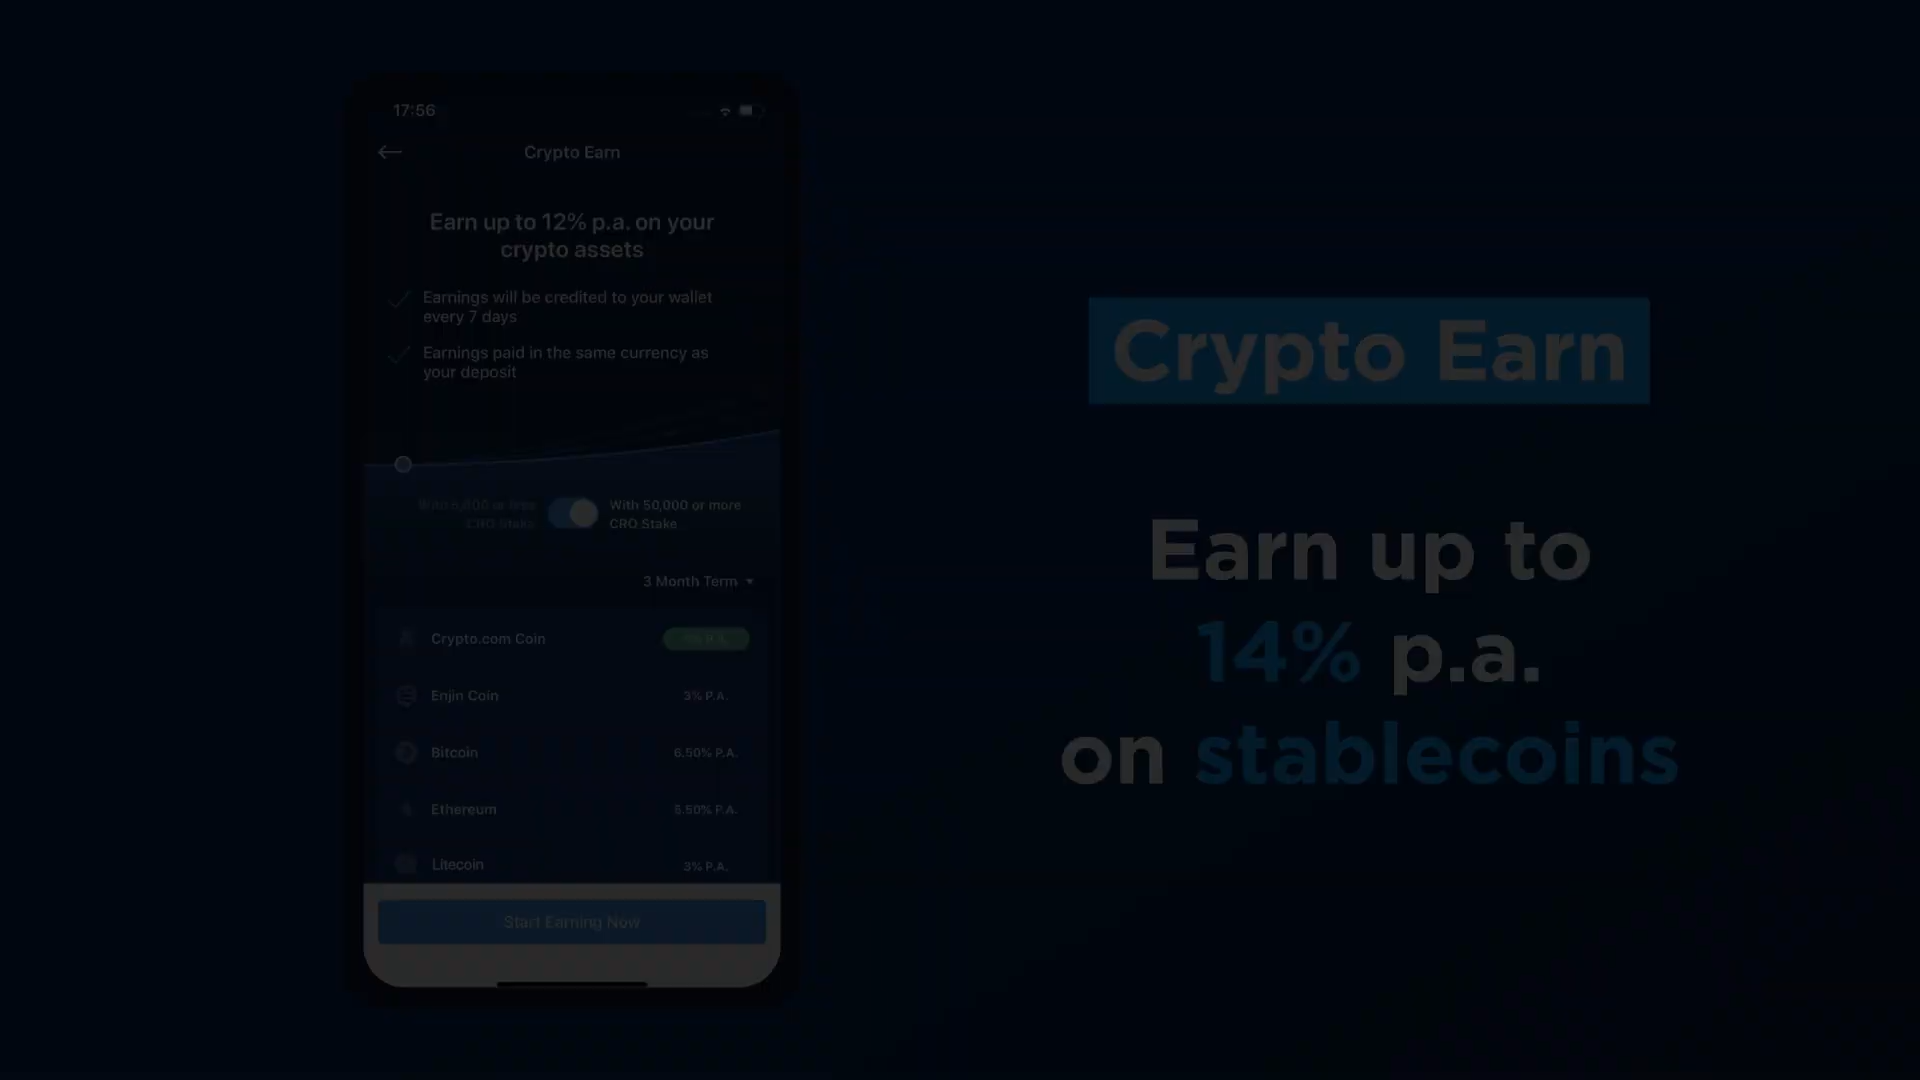 17:56
Crypto Earn
Earn up to 12% p.a. on your
crypto assets
Earnings will be credited to your wallet
every 7 days
Earnings paid in the same currency as
your deposit
With 50,000 or more
CRO Stake
CRO Stake
3 Month Term
Crypto.com Coin
P.A.
Enjin Coin
3% P.A.
Bitcoin
6.50% P.A.
Ethereum
5.50% P.A.
Litecoin
3% P.A.
Start Earning Now
Crypto Earn
Earn up to
14% p.a.
on stablecoins